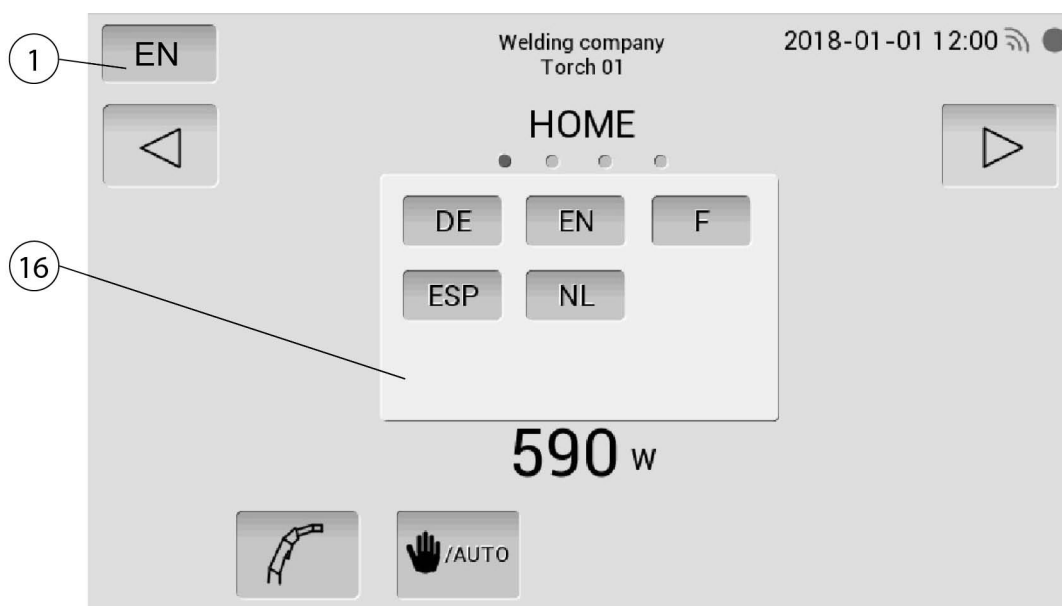 1
EN
Welding company
Torch 01
2018-01-01 12:00
HOME
DE EN F
16
ESP NL
590 W
/AUTO